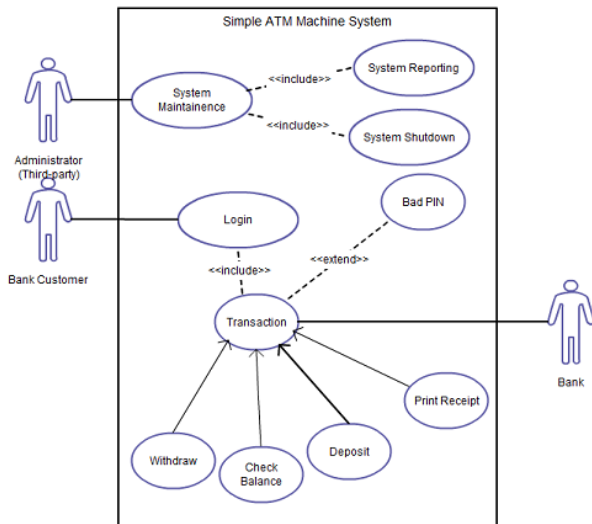 Simple ATM Machine System
System Reporting
<<include>>
System
Maintainence
<<include>>
System Shutdown
Administrator
(Third-party)
Bad PIN
Login
<<extend>>
<<include>>
Bank Customer
Transaction
Bank
Print Receipt
Withdraw
Check
Balance
Deposit